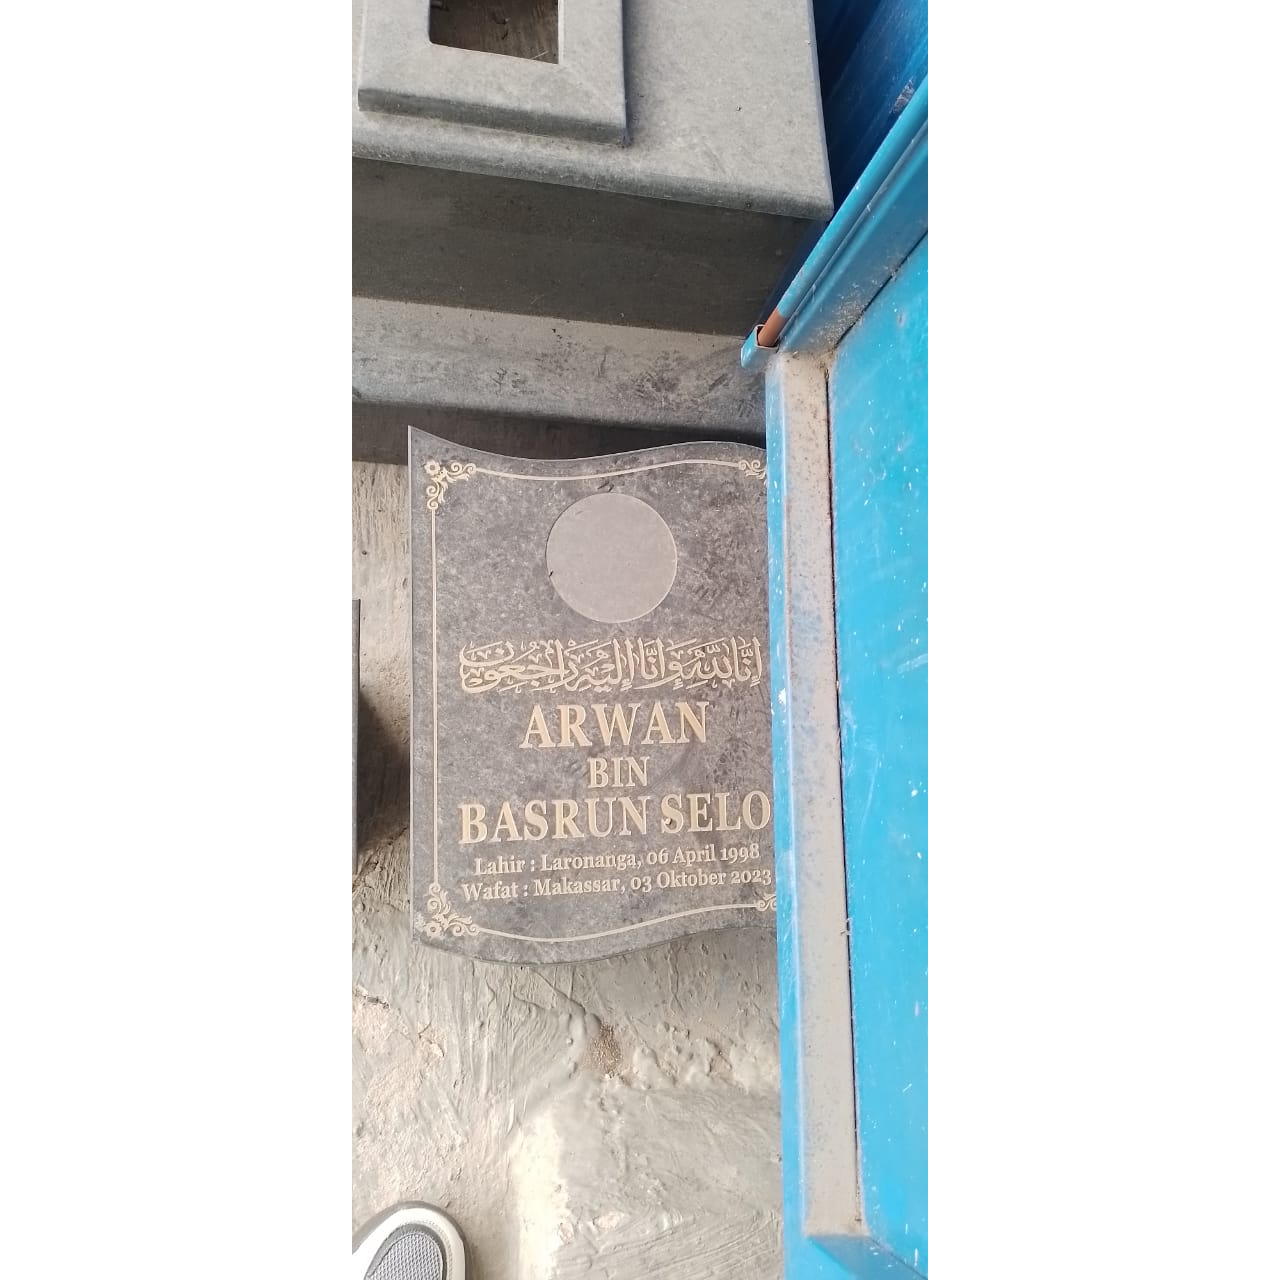 إِنَّا لِلَّهِ وَإِنَّا إِلَيْهِ رَاجِعُونَ
ARWAN
BIN
BASRUN SELO
Lahir : Laronanga, 06 April 1998
Wafat : Makassar, 03 Oktober 2023